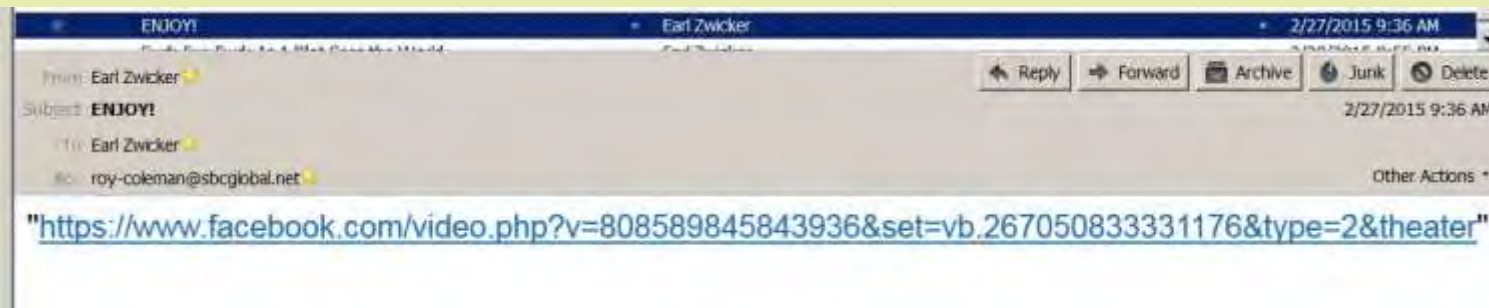 ENJOY! • Earl Zwicker • 2/27/2015 9:36 AM
From Earl Zwicker Reply Forward Archive Junk Delete
Subject ENJOY! 2/27/2015 9:36 AM
To Earl Zwicker
roy-coleman@sbcglobal.net Other Actions
"https://www.facebook.com/video.php?v=808589845843936&set=vb.267050833331176&type=2&theater"